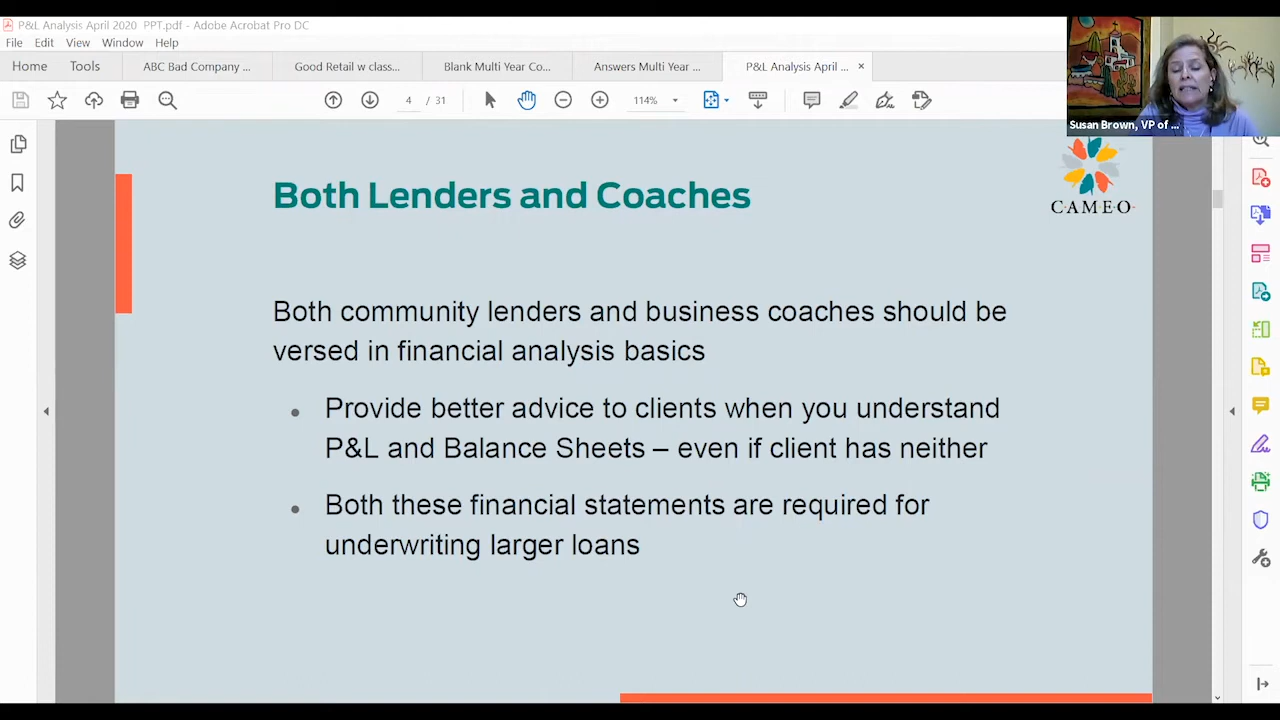 P&L Analysis April 2020 PPT.pdf - Adobe Acrobat Pro DC
File Edit View Window Help
Home Tools ABC Bad Company ... Good Retail w class... Blank Multi Year Co... Answers Multi Year ... P&L Analysis April ... ×
4 / 31 114%
Susan Brown, VP of ...
CAMEO
Both Lenders and Coaches
Both community lenders and business coaches should be
versed in financial analysis basics
• Provide better advice to clients when you understand
P&L and Balance Sheets – even if client has neither
• Both these financial statements are required for
underwriting larger loans